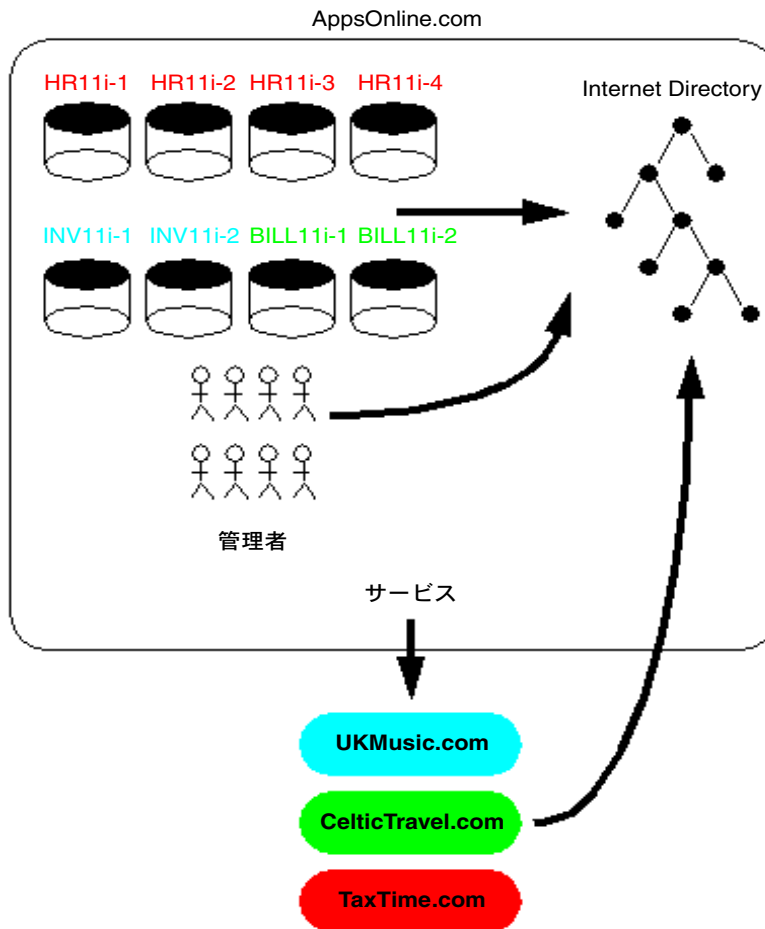 AppsOnline.com
HR11i-1 HR11i-2 HR11i-3 HR11i-4
Internet Directory
INV11i-1 INV11i-2 BILL11i-1 BILL11i-2
管理者
サービス
UKMusic.com
CelticTravel.com
TaxTime.com